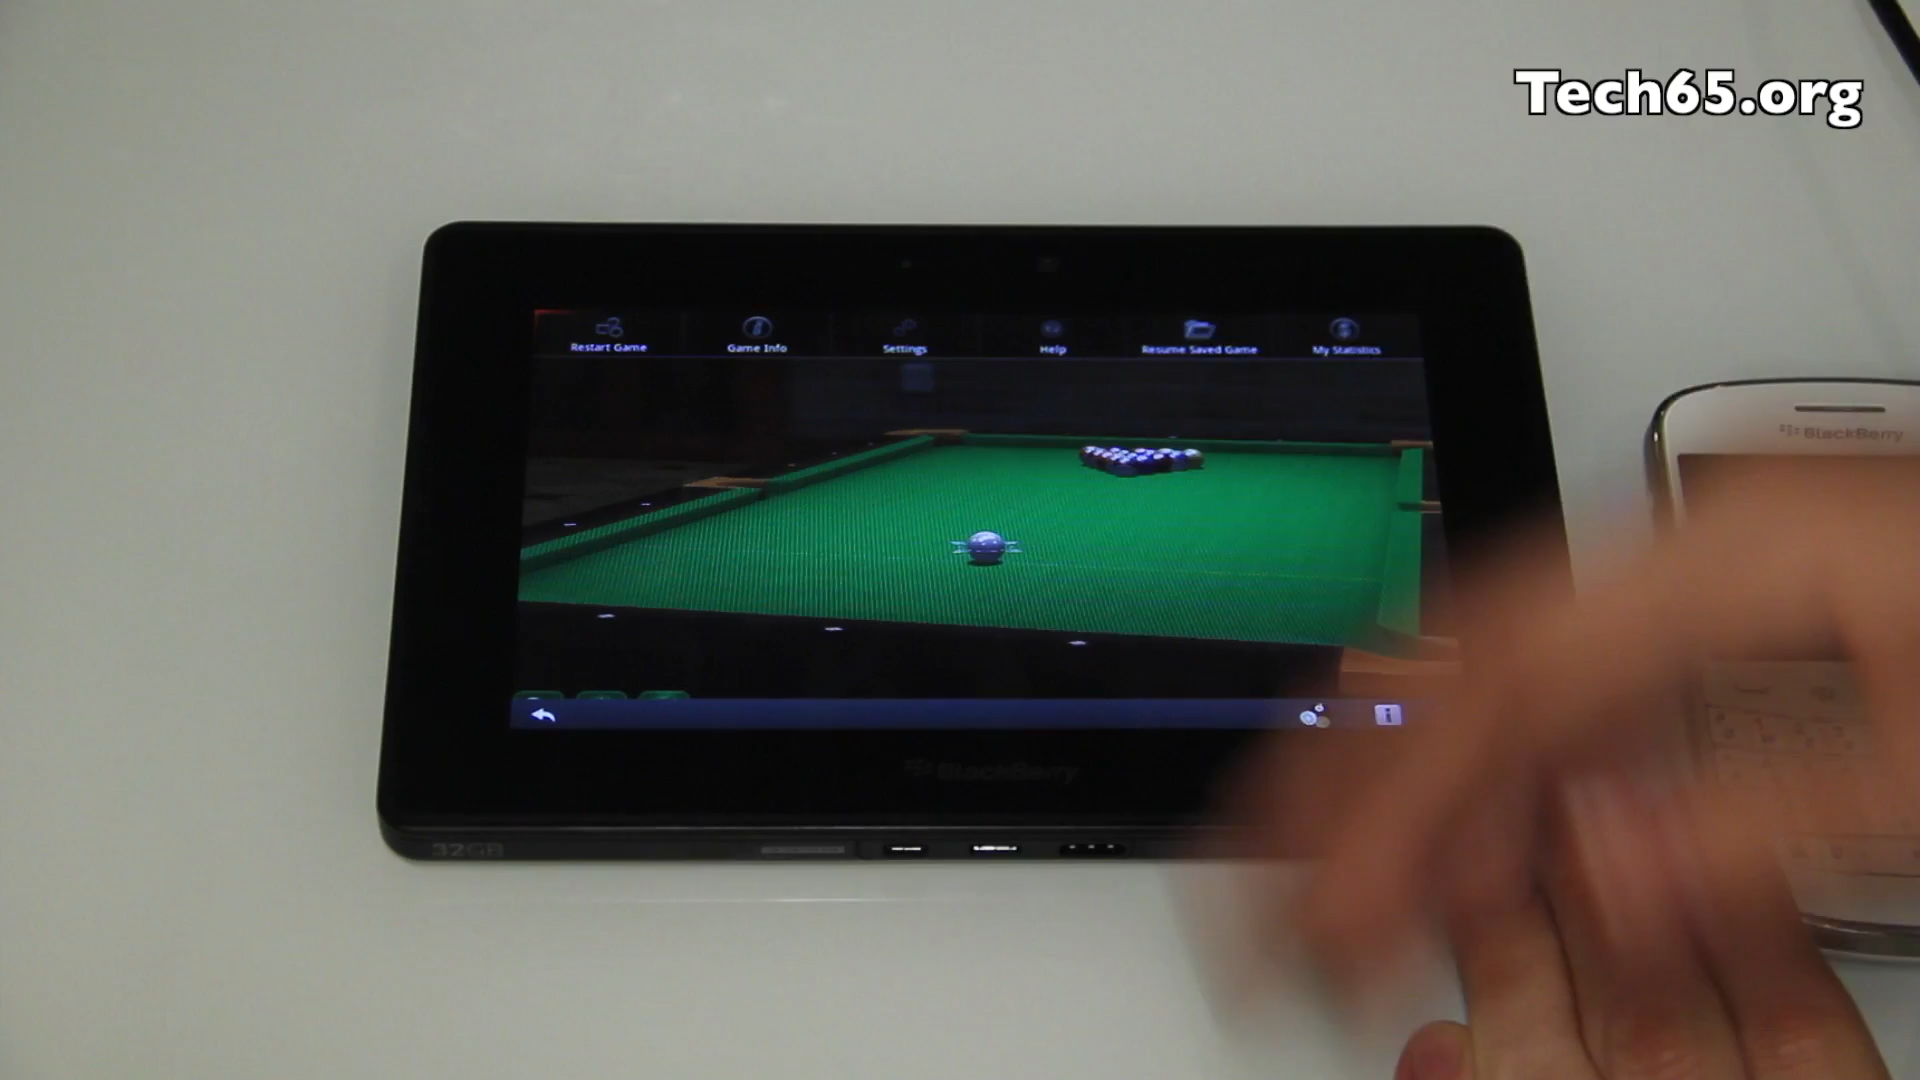 Tech65.org
Restart Game
Game Info
Settings
Help
Resume Saved Game
My Statistics
BlackBerry
BlackBerry
32GB